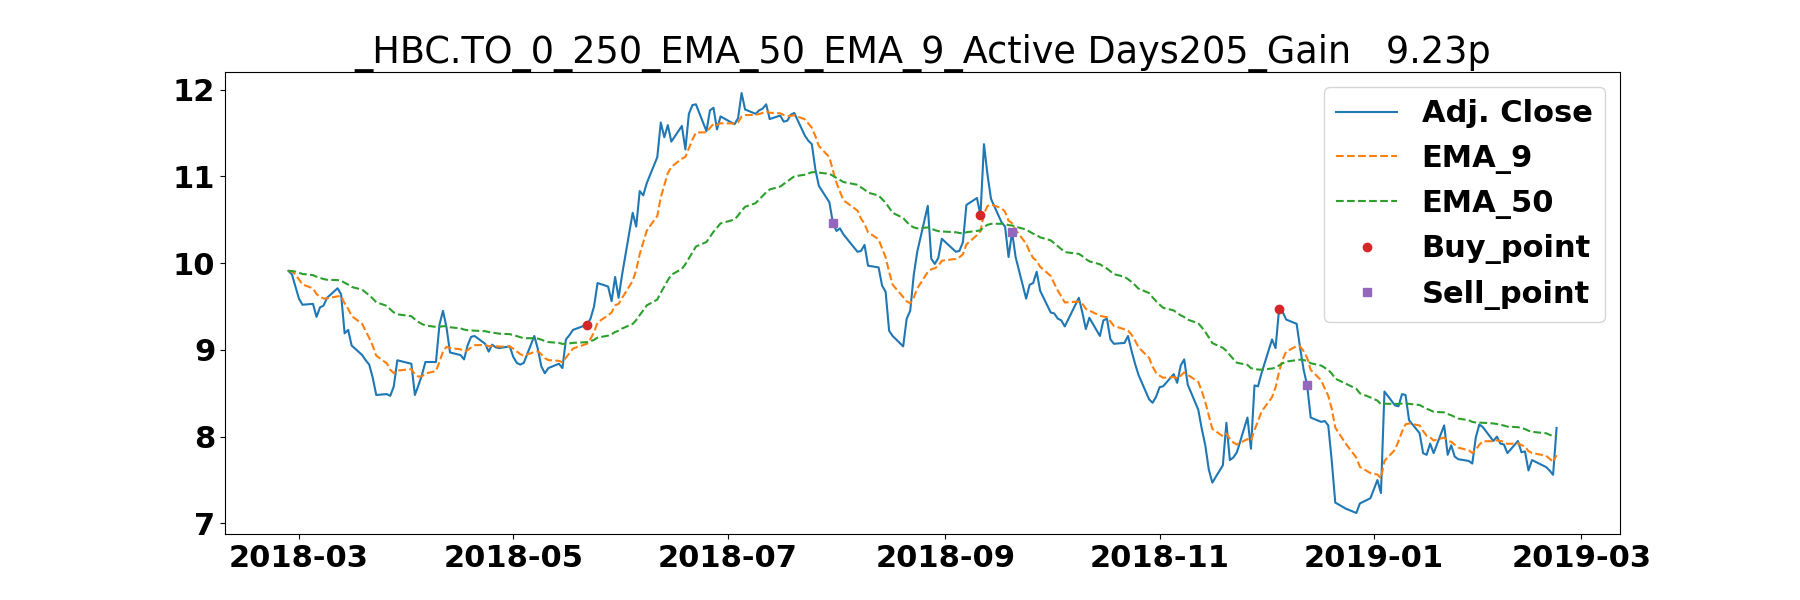 _HBC.TO_0_250_EMA_50_EMA_9_Active Days205_Gain   9.23p
12
11
10
9
8
7
Adj. Close
EMA_9
EMA_50
Buy_point
Sell_point
2018-03 2018-05 2018-07 2018-09 2018-11 2019-01 2019-03